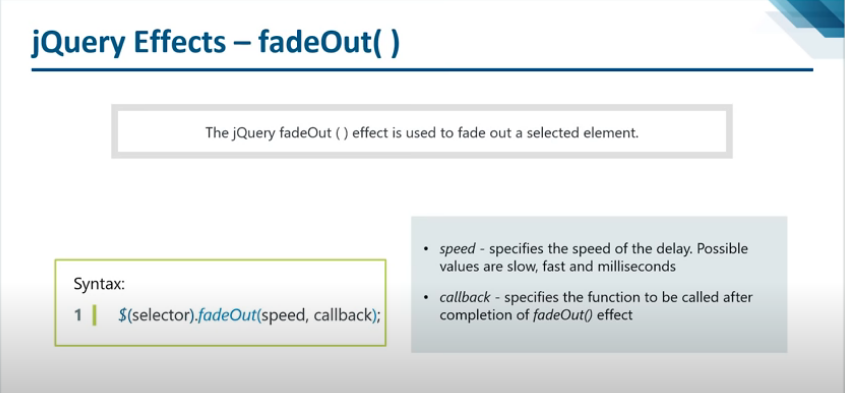 jQuery Effects – fadeOut( )
The jQuery fadeOut ( ) effect is used to fade out a selected element.
Syntax:
1 $(selector).fadeOut(speed, callback);
• speed - specifies the speed of the delay. Possible
values are slow, fast and milliseconds
• callback - specifies the function to be called after
completion of fadeOut() effect